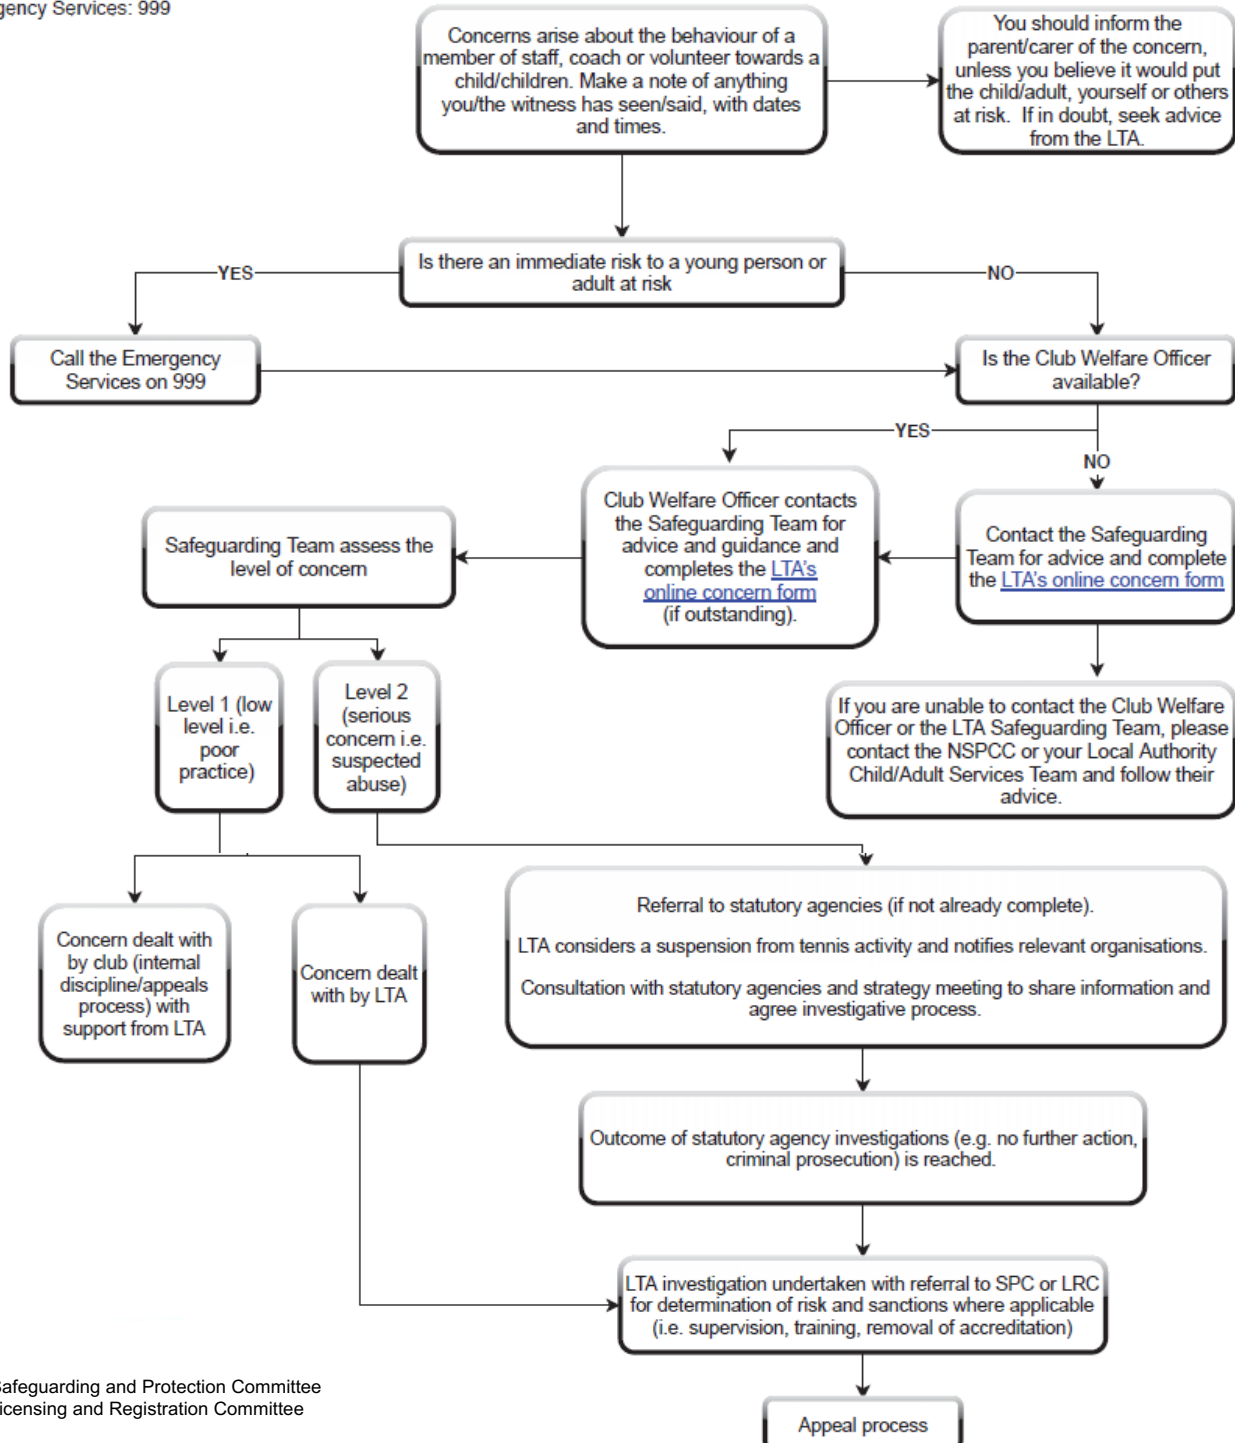 gency Services: 999
Concerns arise about the behaviour of a
member of staff, coach or volunteer towards a
child/children. Make a note of anything
you/the witness has seen/said, with dates
and times.
You should inform the
parent/carer of the concern,
unless you believe it would put
the child/adult, yourself or others
at risk. If in doubt, seek advice
from the LTA.
Is there an immediate risk to a young person or
adult at risk
YES
NO
Call the Emergency
Services on 999
Is the Club Welfare Officer
available?
YES
NO
Club Welfare Officer contacts
the Safeguarding Team for
advice and guidance and
completes the LTA's
online concern form
(if outstanding).
Contact the Safeguarding
Team for advice and complete
the LTA's online concern form
Safeguarding Team assess the
level of concern
Level 1 (low
level i.e.
poor
practice)
Level 2
(serious
concern i.e.
suspected
abuse)
If you are unable to contact the Club Welfare
Officer or the LTA Safeguarding Team, please
contact the NSPCC or your Local Authority
Child/Adult Services Team and follow their
advice.
Concern dealt with
by club (internal
discipline/appeals
process) with
support from LTA
Concern dealt
with by LTA
Referral to statutory agencies (if not already complete).
LTA considers a suspension from tennis activity and notifies relevant organisations.
Consultation with statutory agencies and strategy meeting to share information and
agree investigative process.
Outcome of statutory agency investigations (e.g. no further action,
criminal prosecution) is reached.
LTA investigation undertaken with referral to SPC or LRC
for determination of risk and sanctions where applicable
(i.e. supervision, training, removal of accreditation)
afeguarding and Protection Committee
icensing and Registration Committee
Appeal process